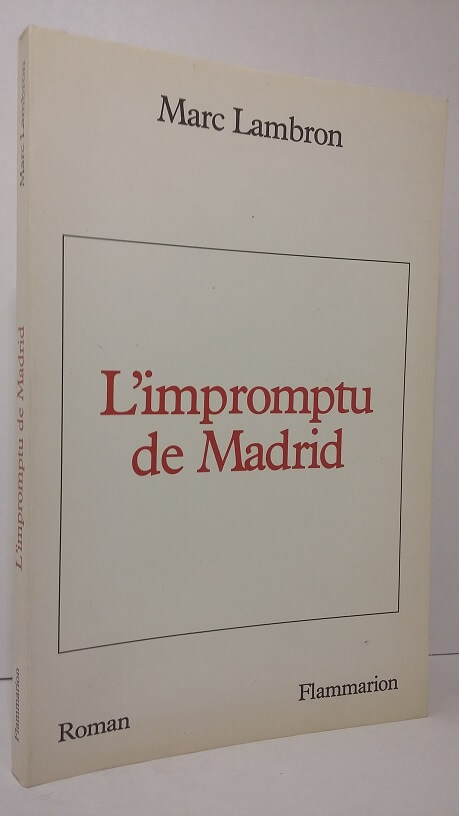 Marc Lambron
L'impromptu
de Madrid
Roman
Flammarion
Marc Lambron
L'impromptu de Madrid
Flammarion